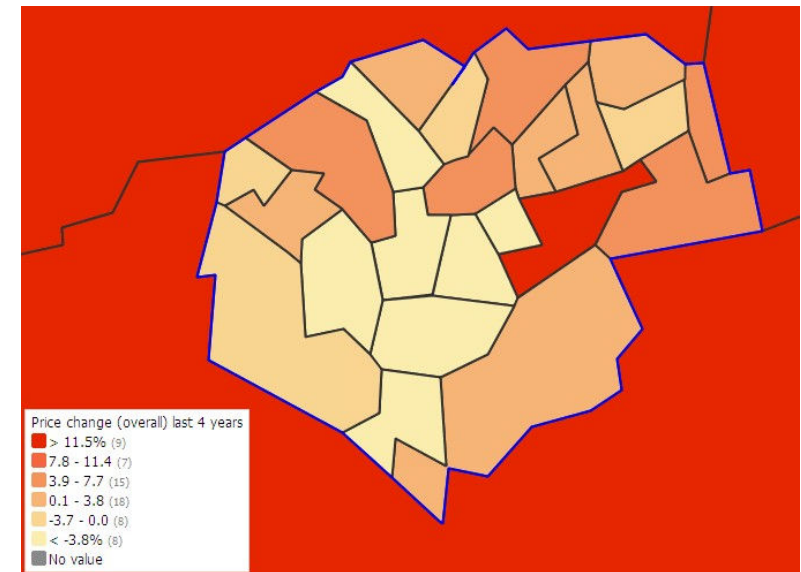 Price change (overall) last 4 years
> 11.5% (9)
7.8 - 11.4 (7)
3.9 - 7.7 (15)
0.1 - 3.8 (18)
-3.7 - 0.0 (8)
< -3.8% (8)
No value